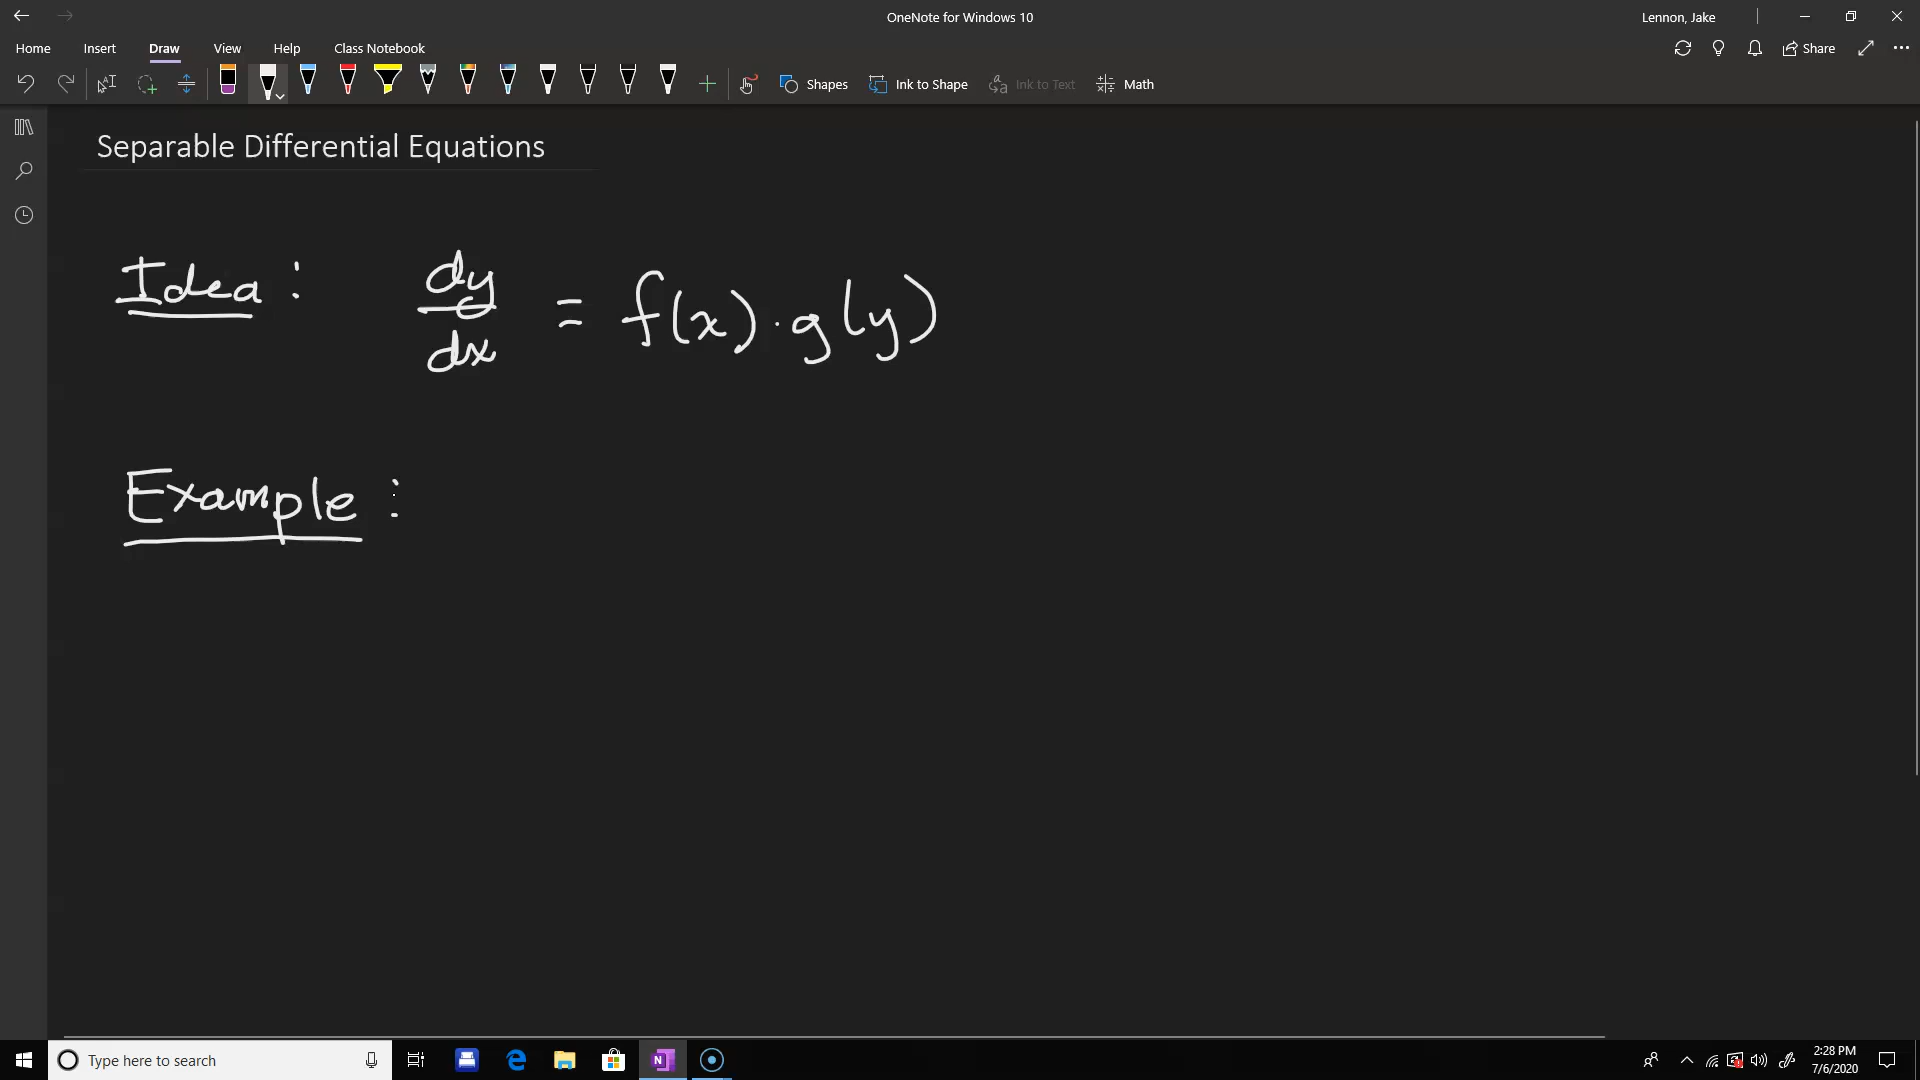 OneNote for Windows 10
Lennon, Jake
Home Insert Draw View Help Class Notebook
Share
Shapes Ink to Shape Ink to Text Math
Separable Differential Equations
Idea : dy/dx = f(x) · g(y)
Example :
Type here to search
2:28 PM
7/6/2020